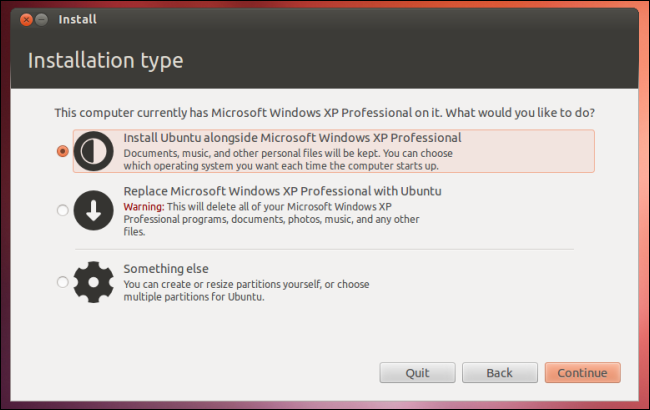 Install
Installation type
This computer currently has Microsoft Windows XP Professional on it. What would you like to do?
Install Ubuntu alongside Microsoft Windows XP Professional
Documents, music, and other personal files will be kept. You can choose
which operating system you want each time the computer starts up.
Replace Microsoft Windows XP Professional with Ubuntu
Warning: This will delete all of your Microsoft Windows XP
Professional programs, documents, photos, music, and any other
files.
Something else
You can create or resize partitions yourself, or choose
multiple partitions for Ubuntu.
Quit
Back
Continue